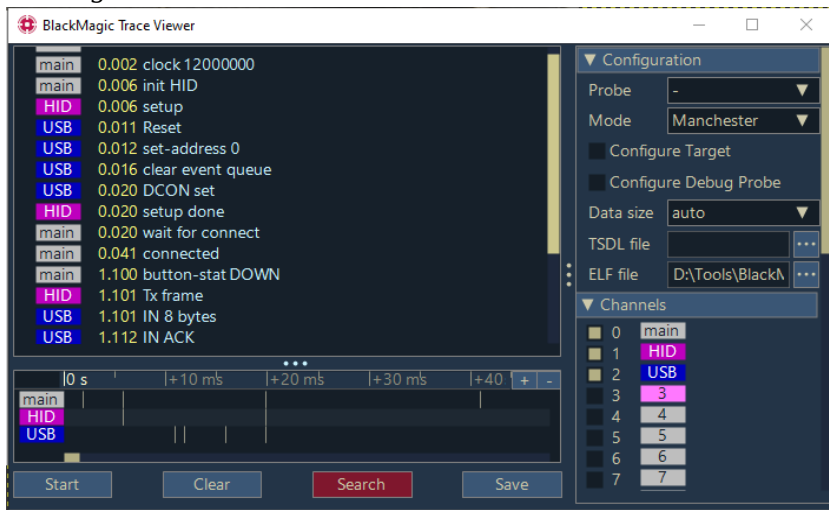 BlackMagic Trace Viewer
main 0.002 clock 12000000
main 0.006 init HID
HID 0.006 setup
USB 0.011 Reset
USB 0.012 set-address 0
USB 0.016 clear event queue
USB 0.020 DCON set
HID 0.020 setup done
main 0.020 wait for connect
main 0.041 connected
main 1.100 button-stat DOWN
HID 1.101 Tx frame
USB 1.101 IN 8 bytes
USB 1.112 IN ACK
0 s +10 ms +20 ms +30 ms +40 + -
main
HID
USB
Start Clear Search Save
Configuration
Probe -
Mode Manchester
Configure Target
Configure Debug Probe
Data size auto
TSDL file ...
ELF file D:\Tools\Black ...
Channels
0 main
1 HID
2 USB
3 3
4 4
5 5
6 6
7 7